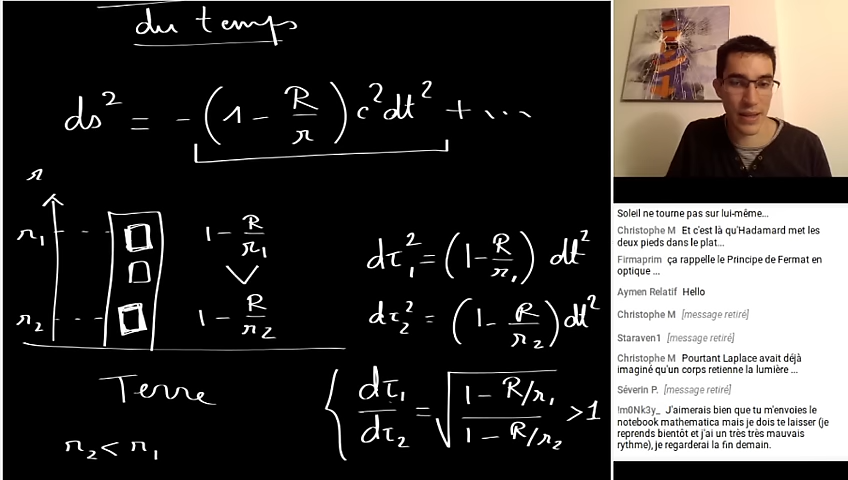 du temps
ds² = -(1 - R/r) c²dt² + ...
r
r₁
1 - R/r₁
>
r₂
1 - R/r₂
dτ₁² = (1 - R/r₁) dt²
dτ₂² = (1 - R/r₂) dt²
Terre
r₂ < r₁
{ dτ₁/dτ₂ = √((1 - R/r₁)/(1 - R/r₂)) > 1
Soleil ne tourne pas sur lui-même...
Christophe M Et c'est là qu'Hadamard met les
deux pieds dans le plat...
Firmaprim ça rappelle le Principe de Fermat en
optique ...
Aymen Relatif Hello
Christophe M [message retiré]
Staraven1 [message retiré]
Christophe M Pourtant Laplace avait déjà
imaginé qu'un corps retienne la lumière ...
Séverin P. [message retiré]
!m0Nk3y_ J'aimerais bien que tu m'envoies le
notebook mathematica mais je dois te laisser (je
reprends bientôt et j'ai un très très mauvais
rythme), je regarderai la fin demain.